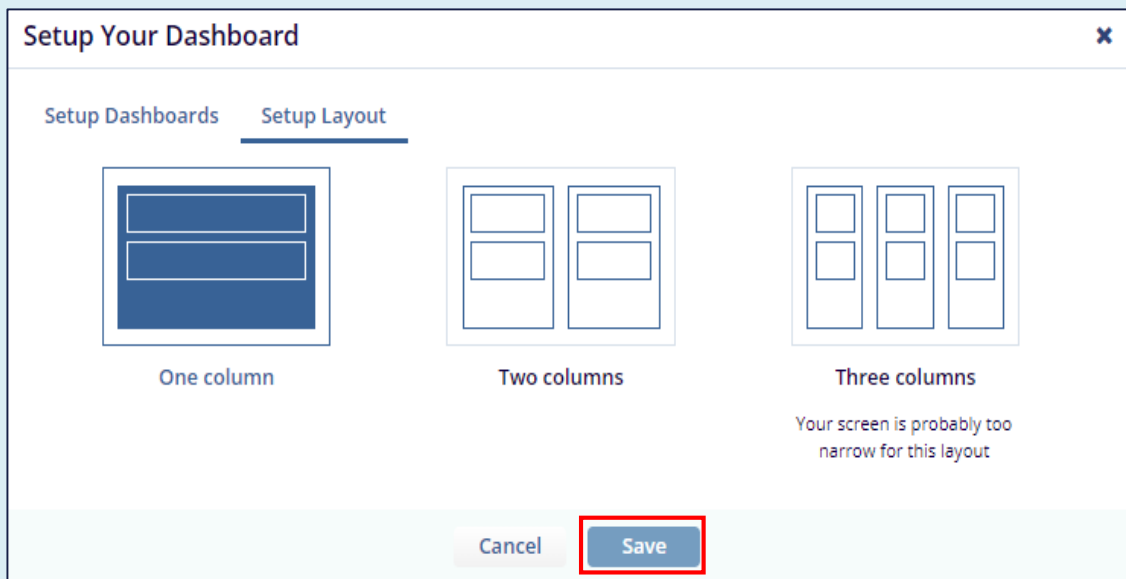 Setup Your Dashboard
Setup Dashboards Setup Layout
One column
Two columns
Three columns
Your screen is probably too
narrow for this layout
Cancel Save